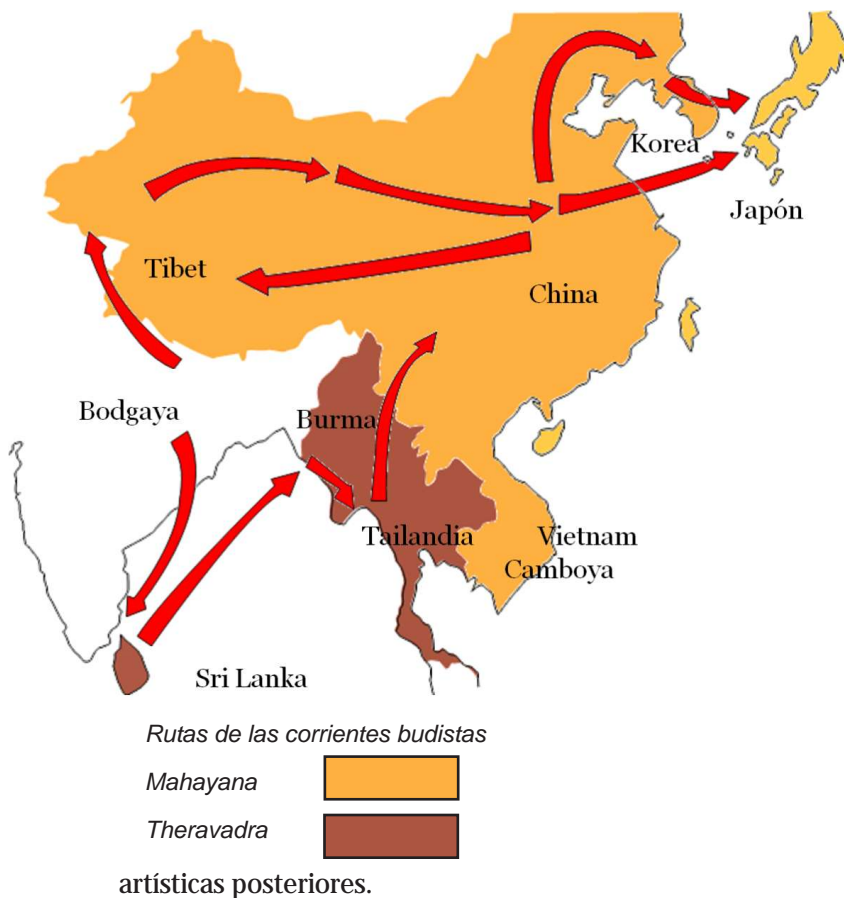 Korea
Japón
Tibet
China
Bodgaya
Burma
Tailandia
Vietnam
Camboya
Sri Lanka
Rutas de las corrientes budistas
Mahayana
Theravadra
artísticas posteriores.